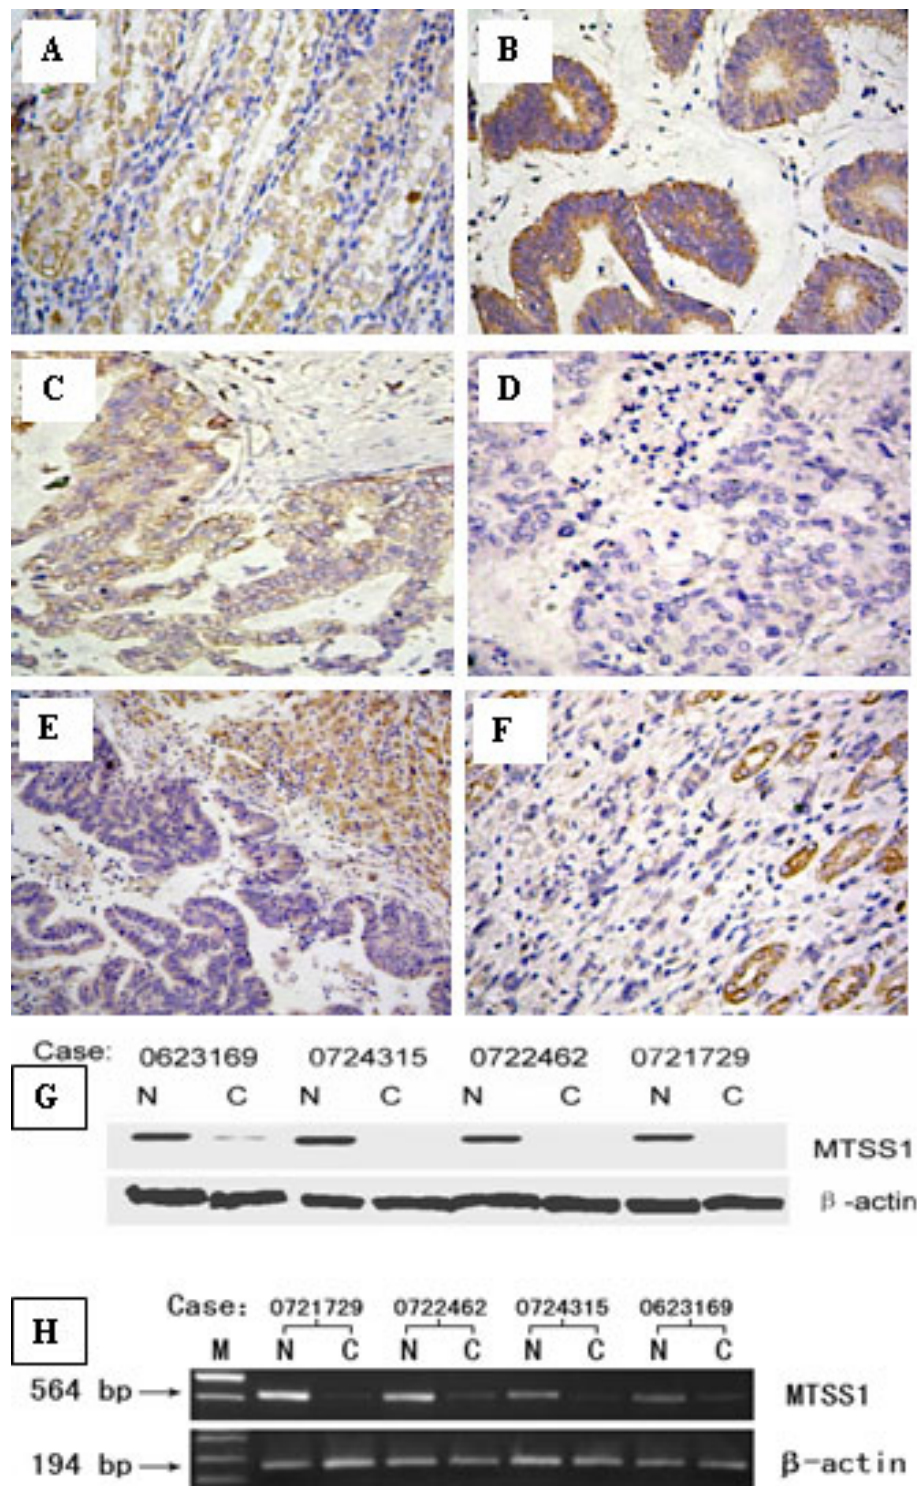 A
B
C
D
E
F
Case: 0623169 0724315 0722462 0721729
G N C N C N C N C
MTSS1
β-actin
Case: 0721729 0722462 0724315 0623169
H M N C N C N C N C
564 bp MTSS1
194 bp β-actin